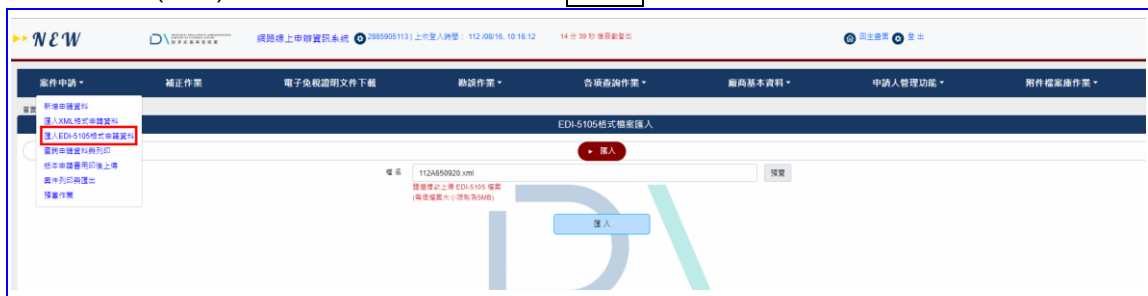 NEW
網路線上申辦資訊系統 2885905113 | 上次登入時間：112/08/16, 10:16:12 14 分 39 秒 後自動登出 回主畫面 登出
案件申請 補正作業 電子免稅證明文件下載 勘誤作業 各項查詢作業 廠商基本資料 申請人管理功能 附件檔案庫作業
新增申請資料
匯入XML格式申請資料
匯入EDI-5105格式申請資料
查詢申請資料與列印
紙本申請書用印後上傳
案件列印與匯出
預審作業
EDI-5105格式檔案匯入
匯入
檔名 112A650920.xml 預覽
請選擇欲上傳 EDI-5105 檔案
(每個檔案大小限制為5MB)
匯入